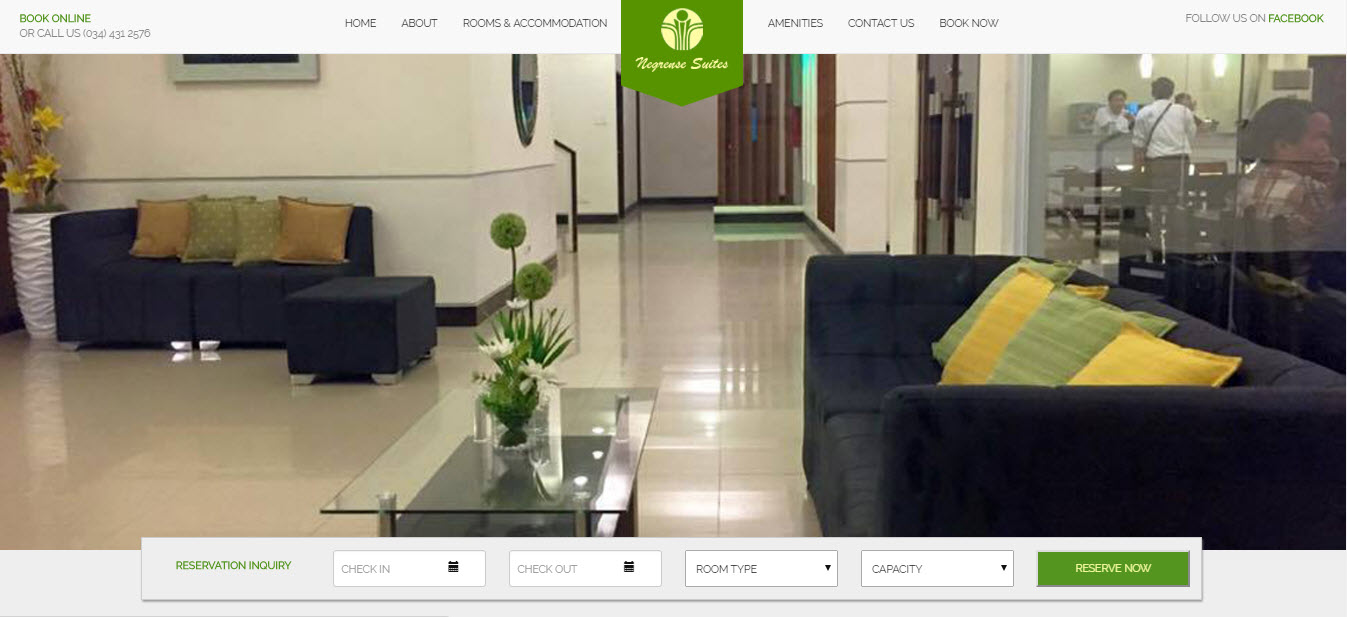 BOOK ONLINE
OR CALL US (034) 431 2576
HOME
ABOUT
ROOMS & ACCOMMODATION
Negrense Suites
AMENITIES
CONTACT US
BOOK NOW
FOLLOW US ON FACEBOOK
RESERVATION INQUIRY
CHECK IN
CHECK OUT
ROOM TYPE
CAPACITY
RESERVE NOW